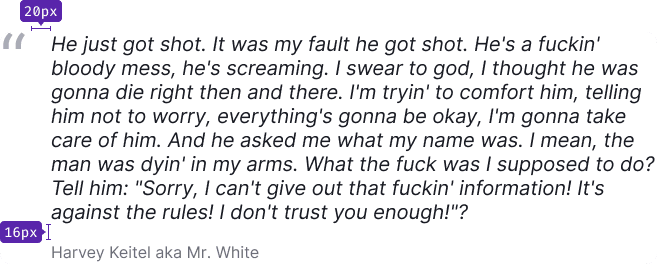 20px
“
He just got shot. It was my fault he got shot. He's a fuckin'
bloody mess, he's screaming. I swear to god, I thought he was
gonna die right then and there. I'm tryin' to comfort him, telling
him not to worry, everything's gonna be okay, I'm gonna take
care of him. And he asked me what my name was. I mean, the
man was dyin' in my arms. What the fuck was I supposed to do?
Tell him: "Sorry, I can't give out that fuckin' information! It's
against the rules! I don't trust you enough!"?
16px
Harvey Keitel aka Mr. White